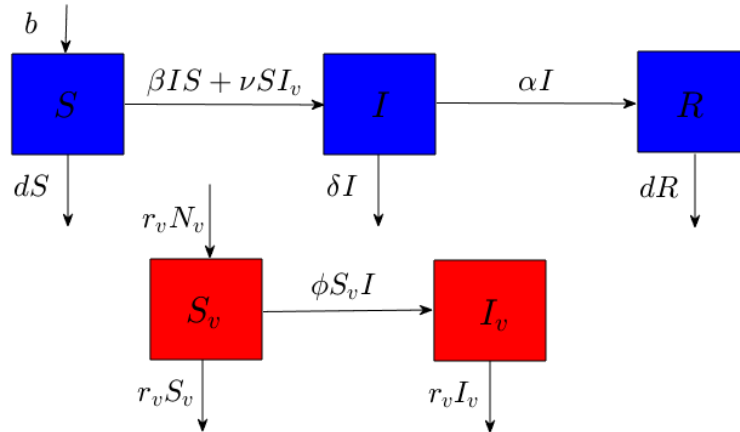 b
βIS + νSI_v
αI
S
I
R
dS
δI
dR
r_vN_v
ϕS_vI
S_v
I_v
r_vS_v
r_vI_v